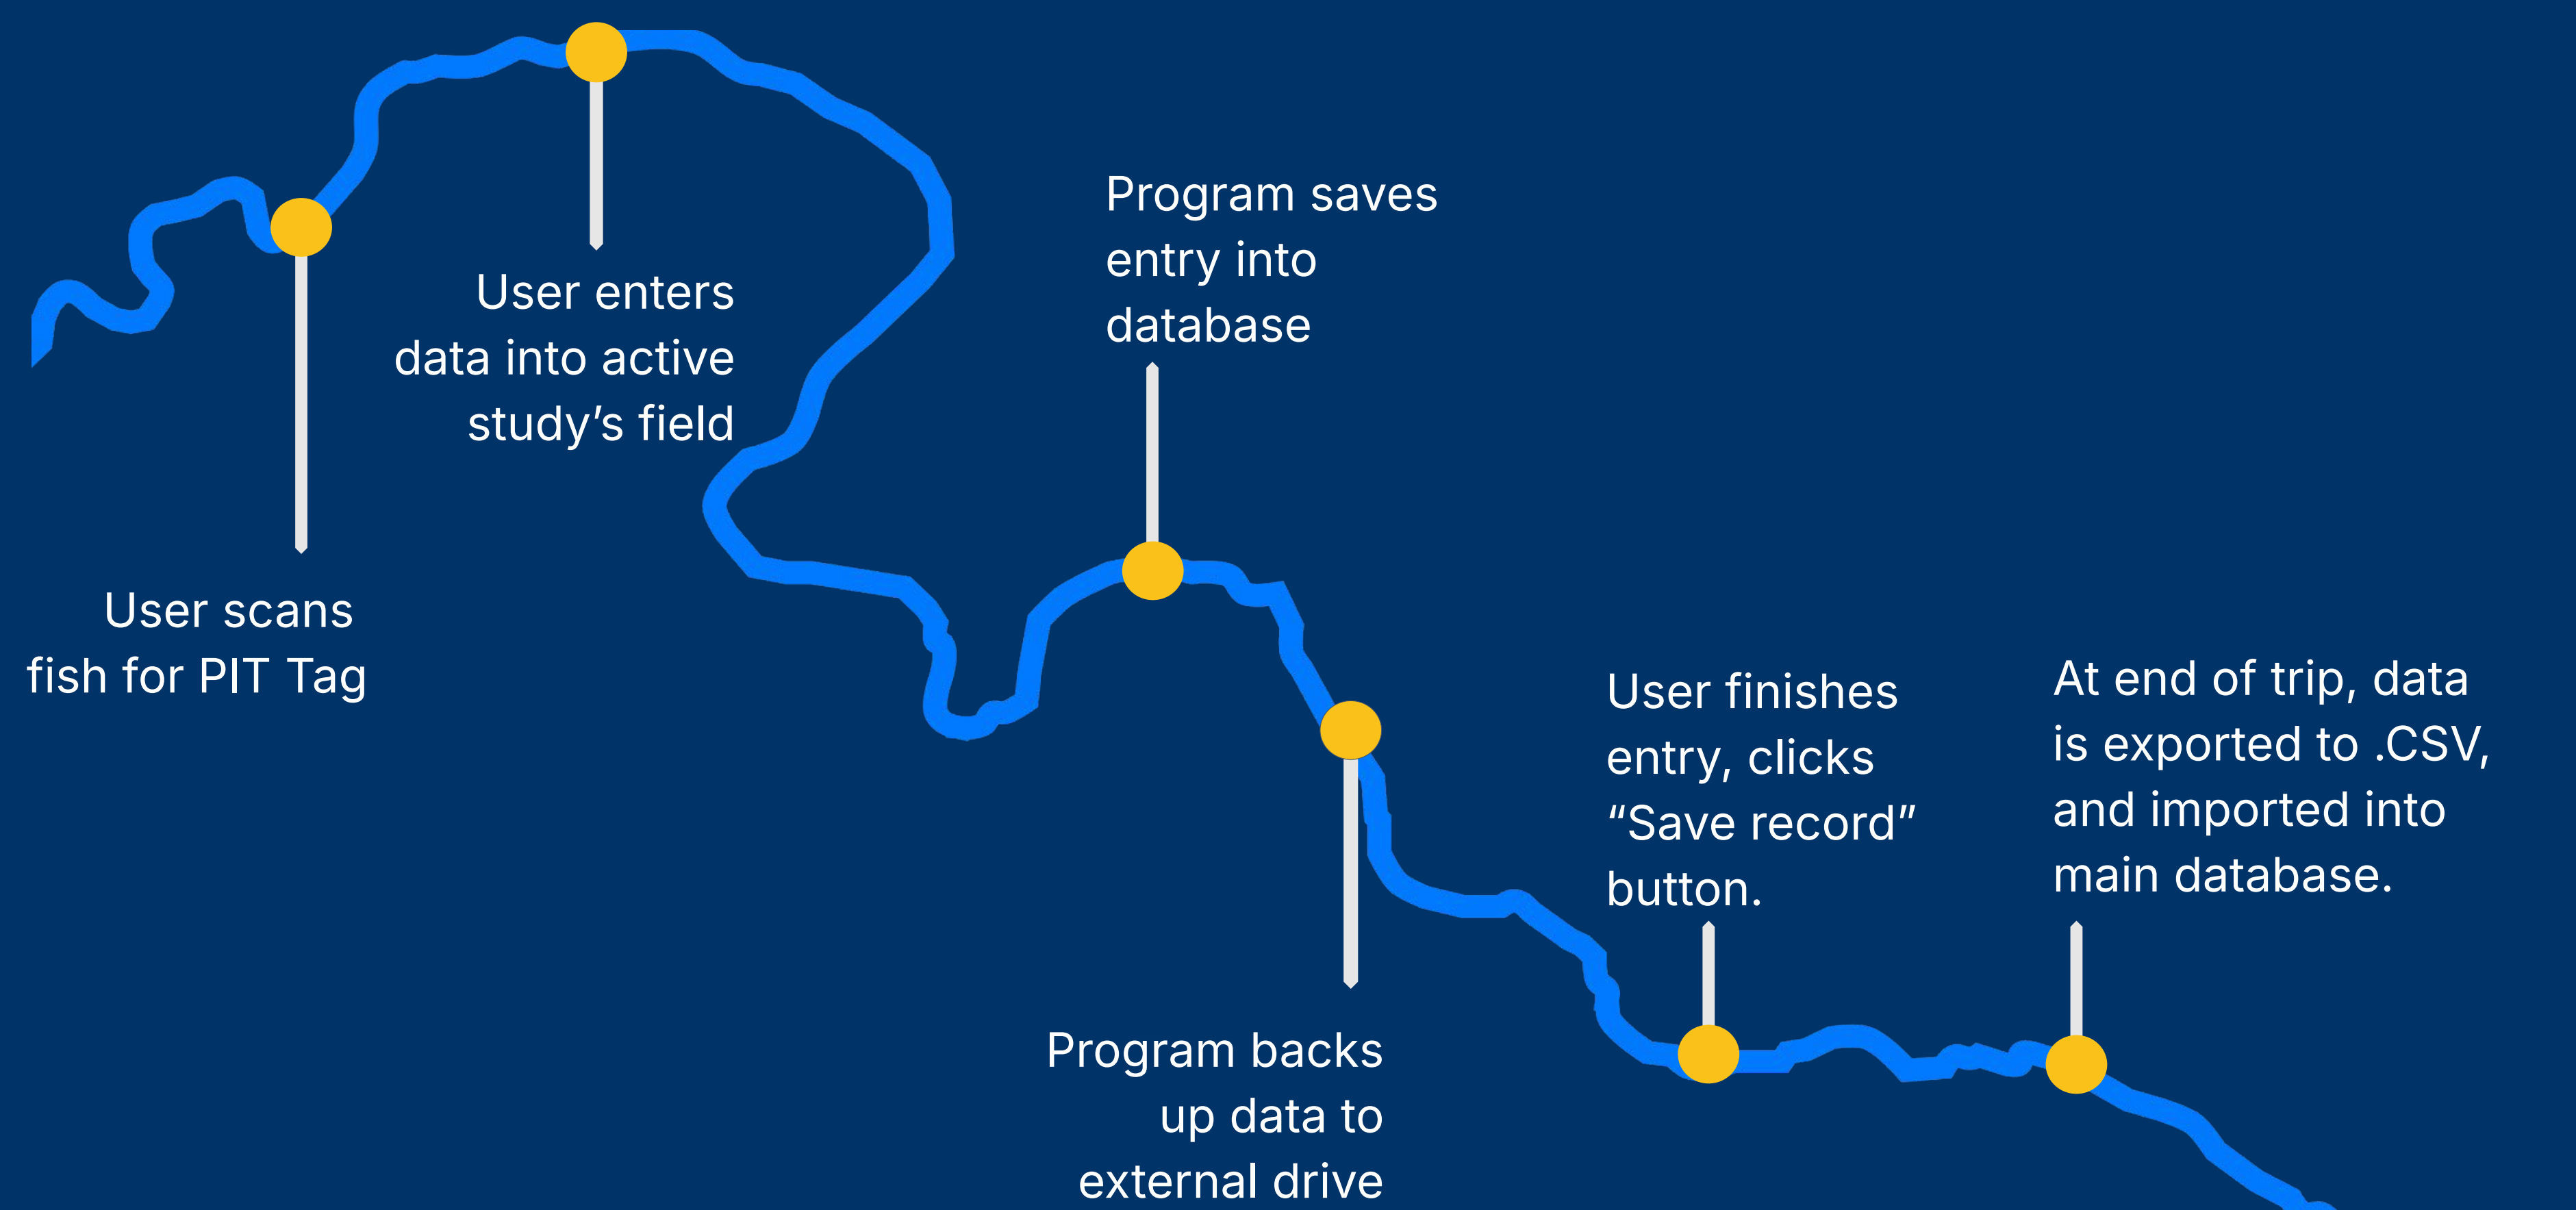 User scans
fish for PIT Tag
User enters
data into active
study’s field
Program saves
entry into
database
Program backs
up data to
external drive
User finishes
entry, clicks
“Save record”
button.
At end of trip, data
is exported to .CSV,
and imported into
main database.